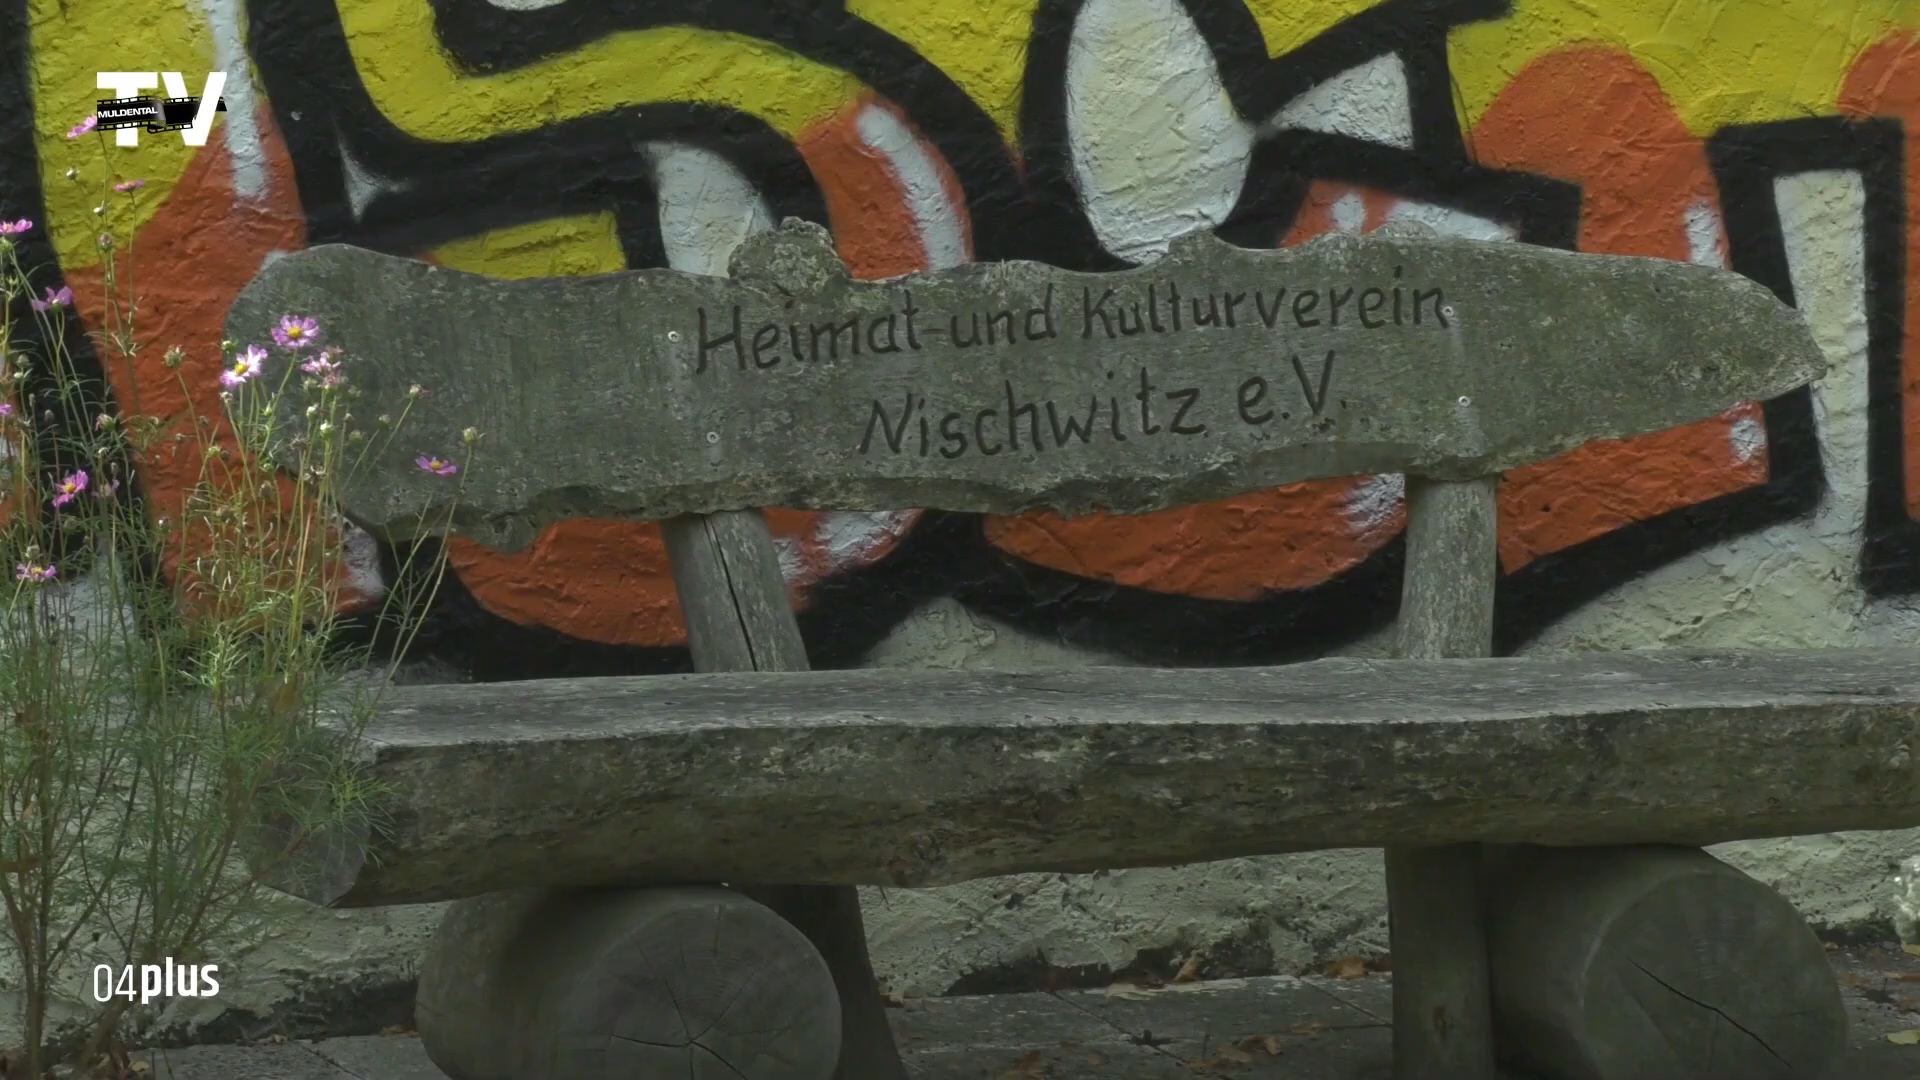 TV
MULDENTAL
Heimat-und Kulturverein
Nischwitz e.V.
04plus